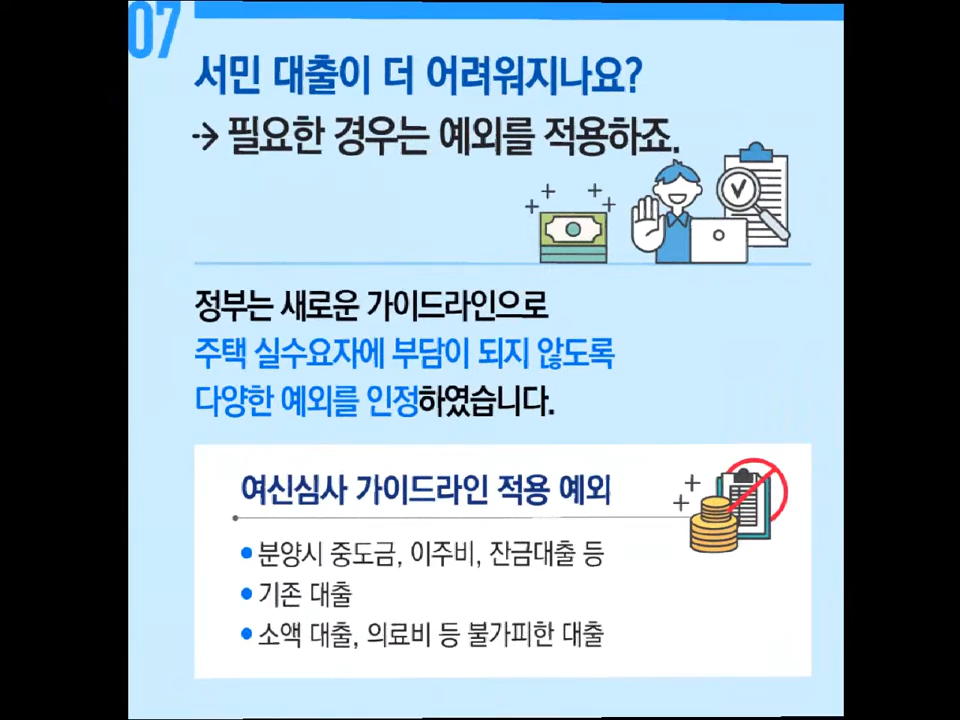 07
서민 대출이 더 어려워지나요?
→ 필요한 경우는 예외를 적용하죠.
정부는 새로운 가이드라인으로
주택 실수요자에 부담이 되지 않도록
다양한 예외를 인정하였습니다.
여신심사 가이드라인 적용 예외
• 분양시 중도금, 이주비, 잔금대출 등
• 기존 대출
• 소액 대출, 의료비 등 불가피한 대출